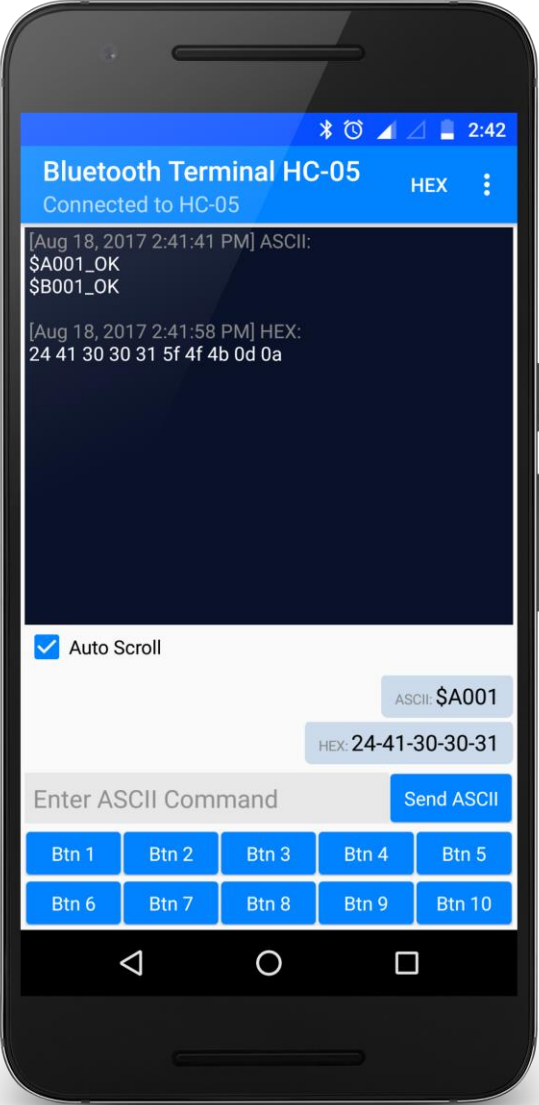 2:42
Bluetooth Terminal HC-05
HEX
Connected to HC-05
[Aug 18, 2017 2:41:41 PM] ASCII:
$A001_OK
$B001_OK
[Aug 18, 2017 2:41:58 PM] HEX:
24 41 30 30 31 5f 4f 4b 0d 0a
Auto Scroll
ASCII: $A001
HEX: 24-41-30-30-31
Enter ASCII Command
Send ASCII
Btn 1 Btn 2 Btn 3 Btn 4 Btn 5
Btn 6 Btn 7 Btn 8 Btn 9 Btn 10